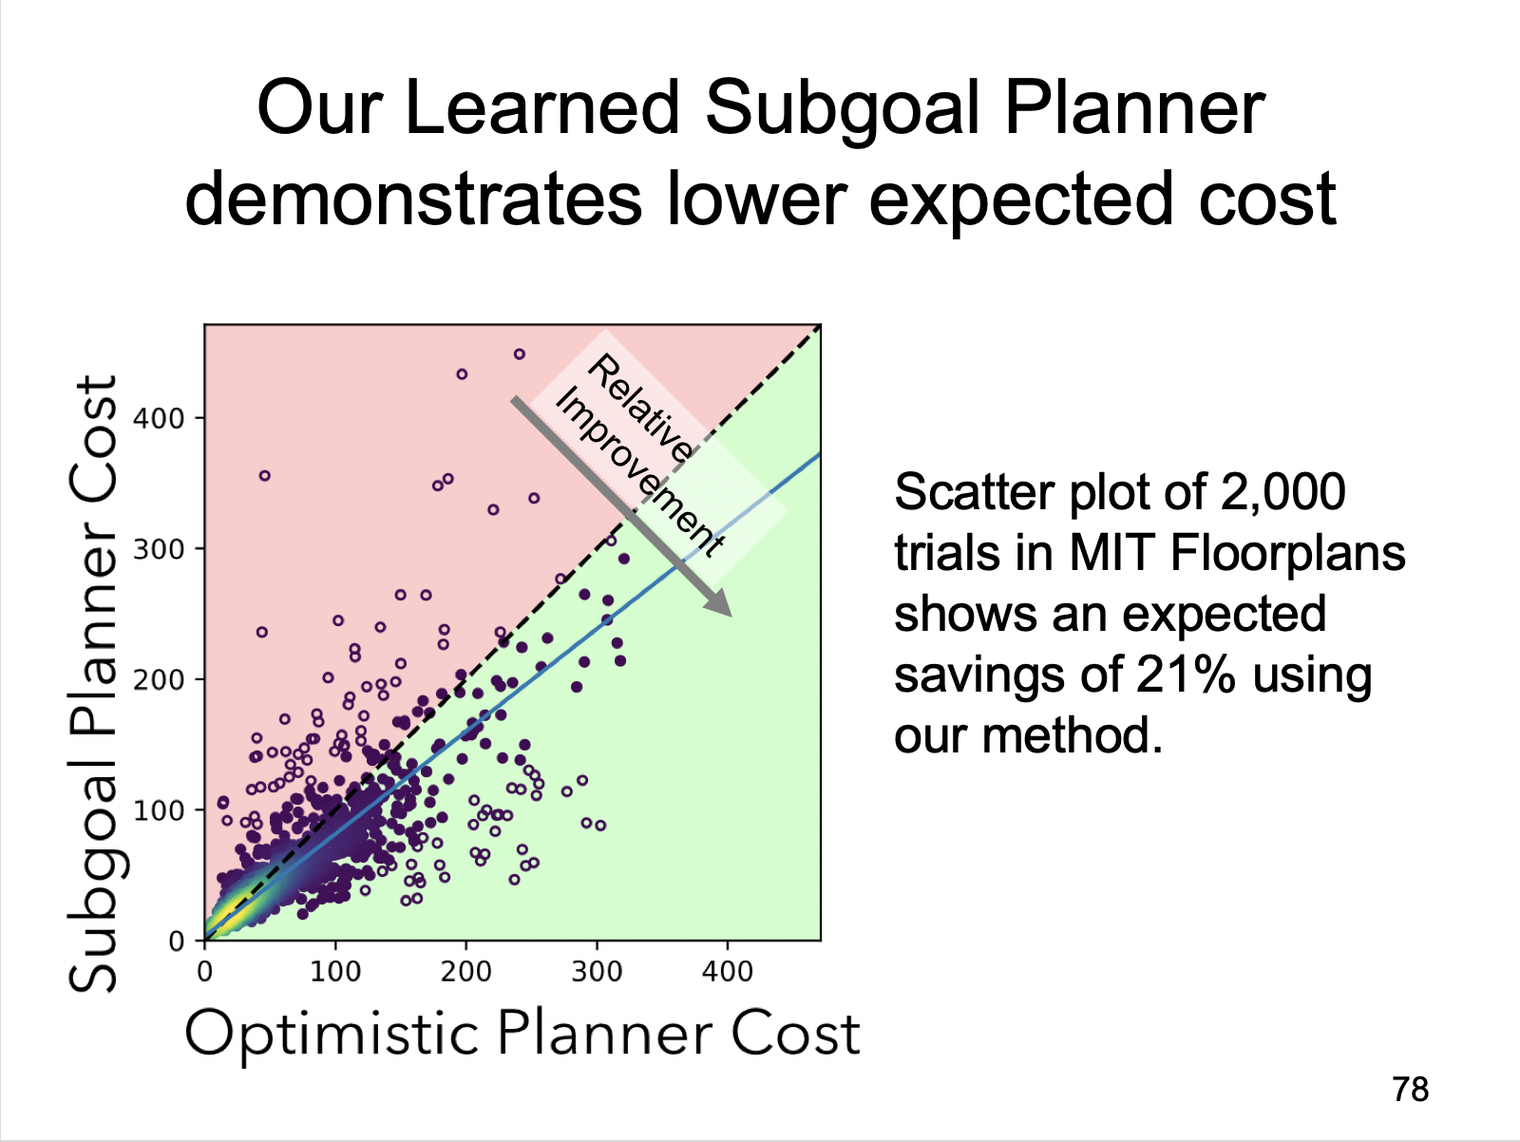 Our Learned Subgoal Planner
demonstrates lower expected cost
Subgoal Planner Cost
400
300
200
100
0
0 100 200 300 400
Optimistic Planner Cost
Relative
Improvement
Scatter plot of 2,000
trials in MIT Floorplans
shows an expected
savings of 21% using
our method.
78